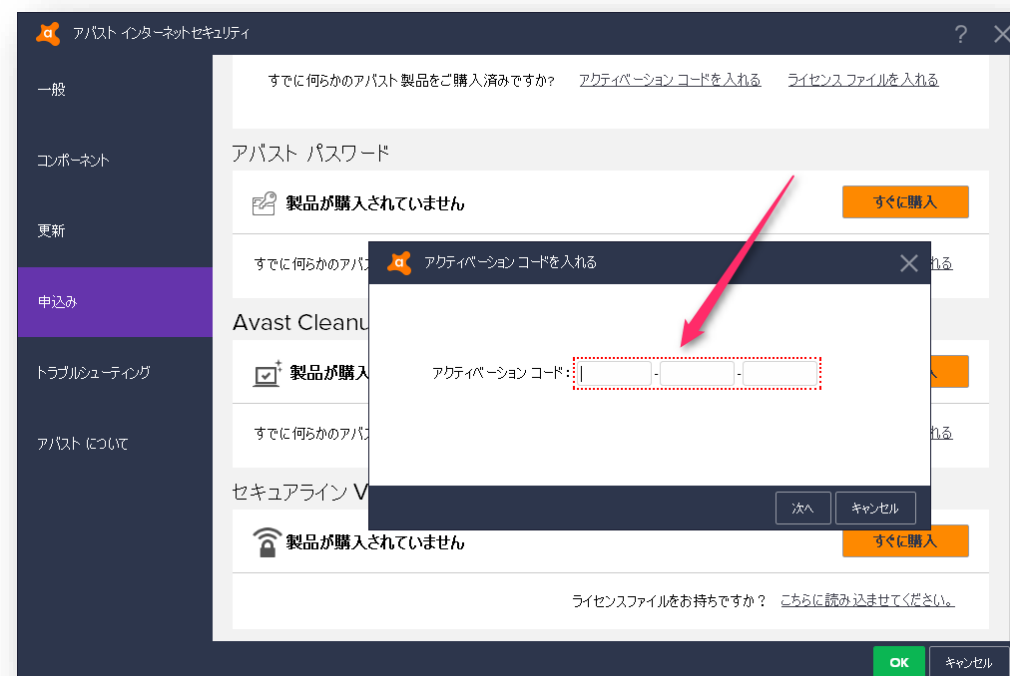 アバスト インターネットセキュリティ ?
一般
コンポーネント
更新
申込み
トラブルシューティング
アバスト について
すでに何らかのアバスト 製品をご購入済みですか? アクティベーション コードを入れる ライセンス ファイルを入れる
アバスト パスワード
製品が購入されていません すぐに購入
すでに何らかのアバ れる
Avast Cleanu
製品が購入 入
すでに何らかのアバ れる
セキュアライン V
製品が購入されていません すぐに購入
ライセンスファイルをお持ちですか? こちらに読み込ませてください。
アクティベーション コードを入れる
アクティベーション コード: - -
次へ キャンセル
OK キャンセル